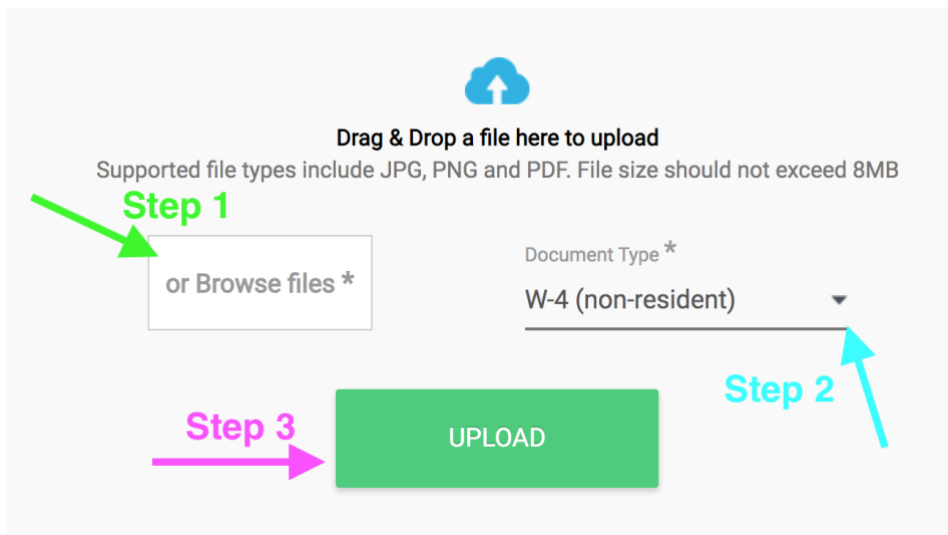 Drag & Drop a file here to upload
Supported file types include JPG, PNG and PDF. File size should not exceed 8MB
Step 1
or Browse files *
Document Type *
W-4 (non-resident)
Step 2
Step 3
UPLOAD